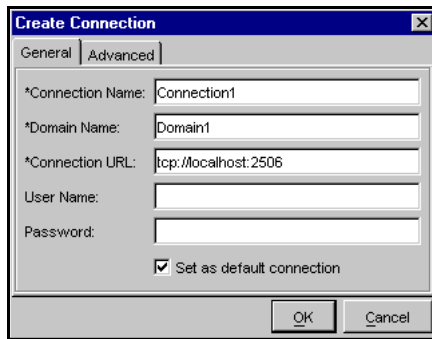 Create Connection
General Advanced
*Connection Name: Connection1
*Domain Name: Domain1
*Connection URL: tcp://localhost:2506
User Name:
Password:
Set as default connection
OK Cancel